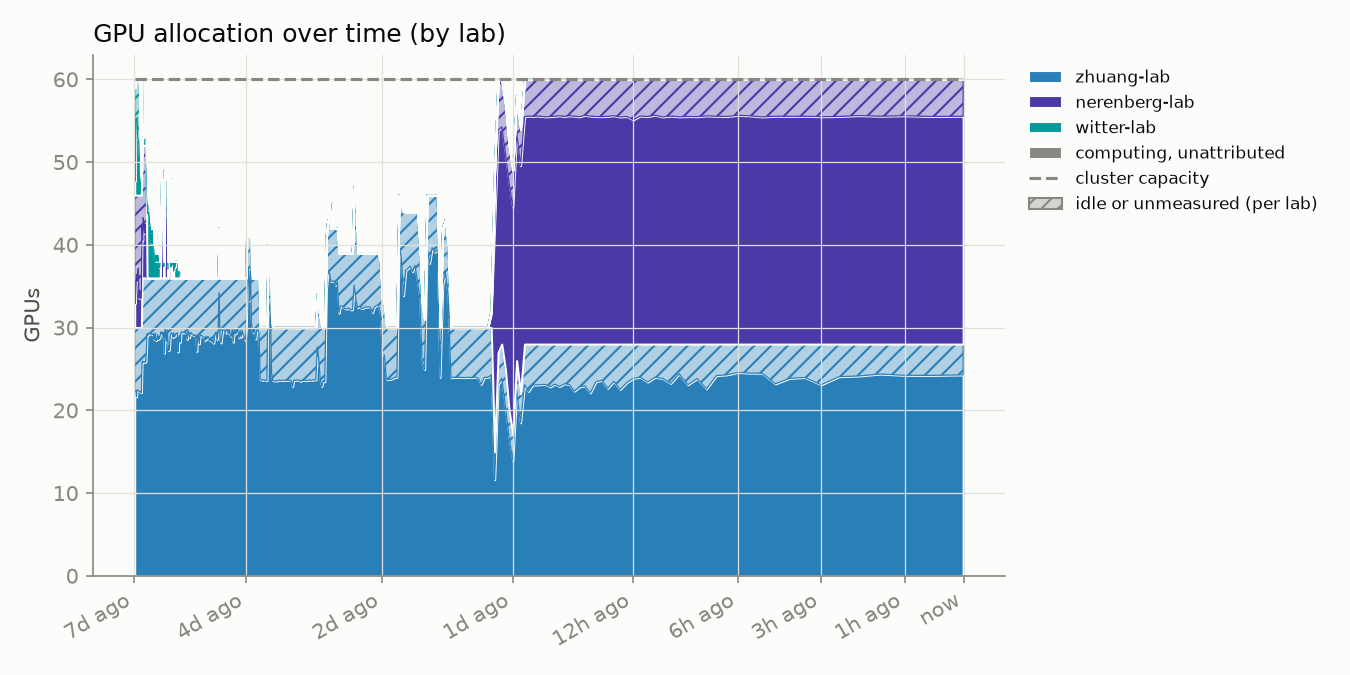 GPU allocation over time (by lab)
GPUs
60
50
40
30
20
10
0
7d ago
4d ago
2d ago
1d ago
12h ago
6h ago
3h ago
1h ago
now
zhuang-lab
nerenberg-lab
witter-lab
computing, unattributed
cluster capacity
idle or unmeasured (per lab)